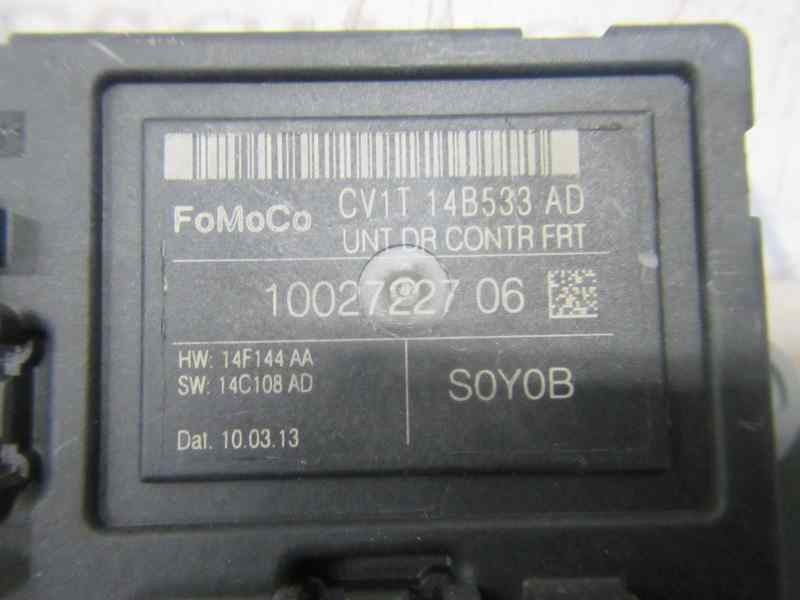 FoMoCo CV1T 14B533 AD
UNT DR CONTR FRT
10027227 06
HW: 14F144 AA
SW: 14C108 AD
S0Y0B
Dat. 10.03.13